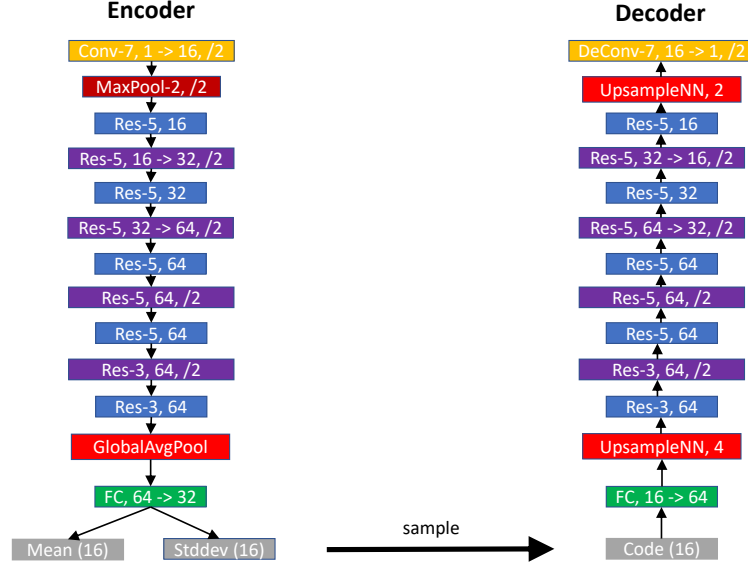 Encoder
Conv-7, 1 -> 16, /2
MaxPool-2, /2
Res-5, 16
Res-5, 16 -> 32, /2
Res-5, 32
Res-5, 32 -> 64, /2
Res-5, 64
Res-5, 64, /2
Res-5, 64
Res-3, 64, /2
Res-3, 64
GlobalAvgPool
FC, 64 -> 32
Mean (16)
Stddev (16)
sample
Decoder
DeConv-7, 16 -> 1, /2
UpsampleNN, 2
Res-5, 16
Res-5, 32 -> 16, /2
Res-5, 32
Res-5, 64 -> 32, /2
Res-5, 64
Res-5, 64, /2
Res-5, 64
Res-3, 64, /2
Res-3, 64
UpsampleNN, 4
FC, 16 -> 64
Code (16)